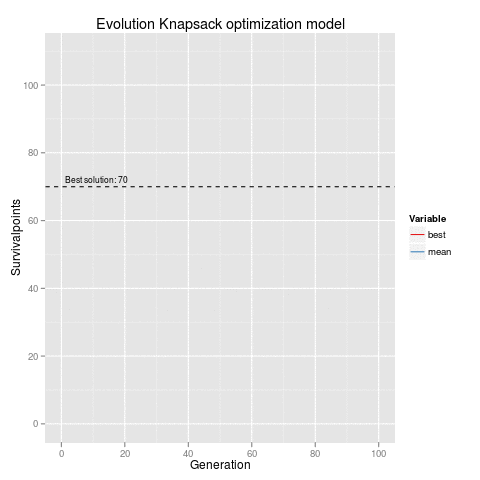 Evolution Knapsack optimization model
100
80
60
40
20
0
Survivalpoints
Best solution: 70
0 20 40 60 80 100
Generation
Variable
best
mean